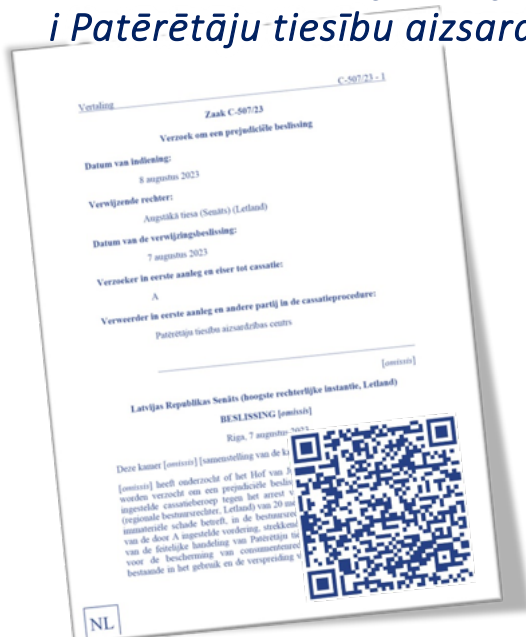 i Patērētāju tiesību aizsard
C-507/23 - 1
Vertaling
Zaak C-507/23
Verzoek om een prejudiciële beslissing
Datum van indiening:
8 augustus 2023
Verwijzende rechter:
Augstākā tiesa (Senāts) (Letland)
Datum van de verwijzingsbeslissing:
7 augustus 2023
Verzoeker in eerste aanleg en eiser tot cassatie:
A
Verweerder in eerste aanleg en andere partij in de cassatieprocedure:
Patērētāju tiesību aizsardzības centrs
[omissis]
Latvijas Republikas Senāts (hoogste rechterlijke instantie, Letland)
BESLISSING [omissis]
Riga, 7 augustus 2023
Deze kamer [omissis] [samenstelling van de k
[omissis] heeft onderzocht of het Hof van J
worden verzocht om een prejudiciële beslis
ingestelde cassatieberoep tegen het arrest v
(regionale bestuursrechter, Letland) van 20 me
immateriële schade betreft, in de bestuursrec
van de door A ingestelde vordering, strekkend
van de feitelijke handeling van Patērētāju tie
voor de bescherming van consumentenrec
bestaande in het gebruik en de verspreiding v
NL